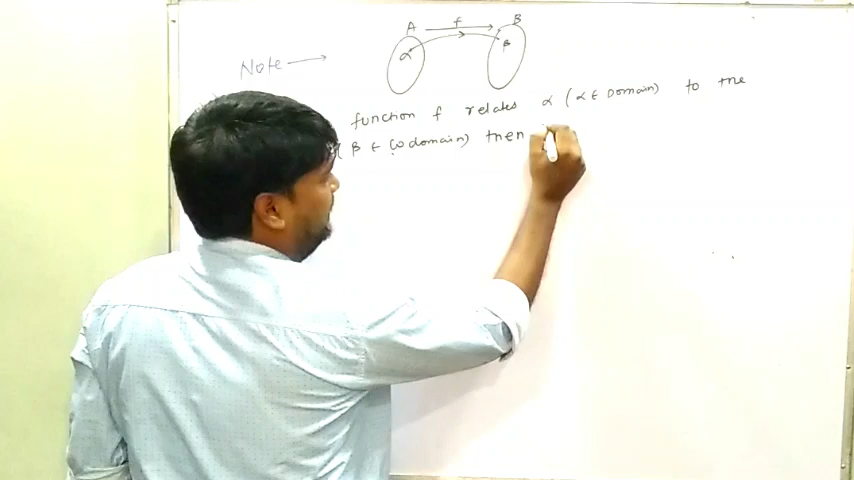 A f B
α β
Note →
function f relates α (α ∈ Domain) to the
( β ∈ codomain) then